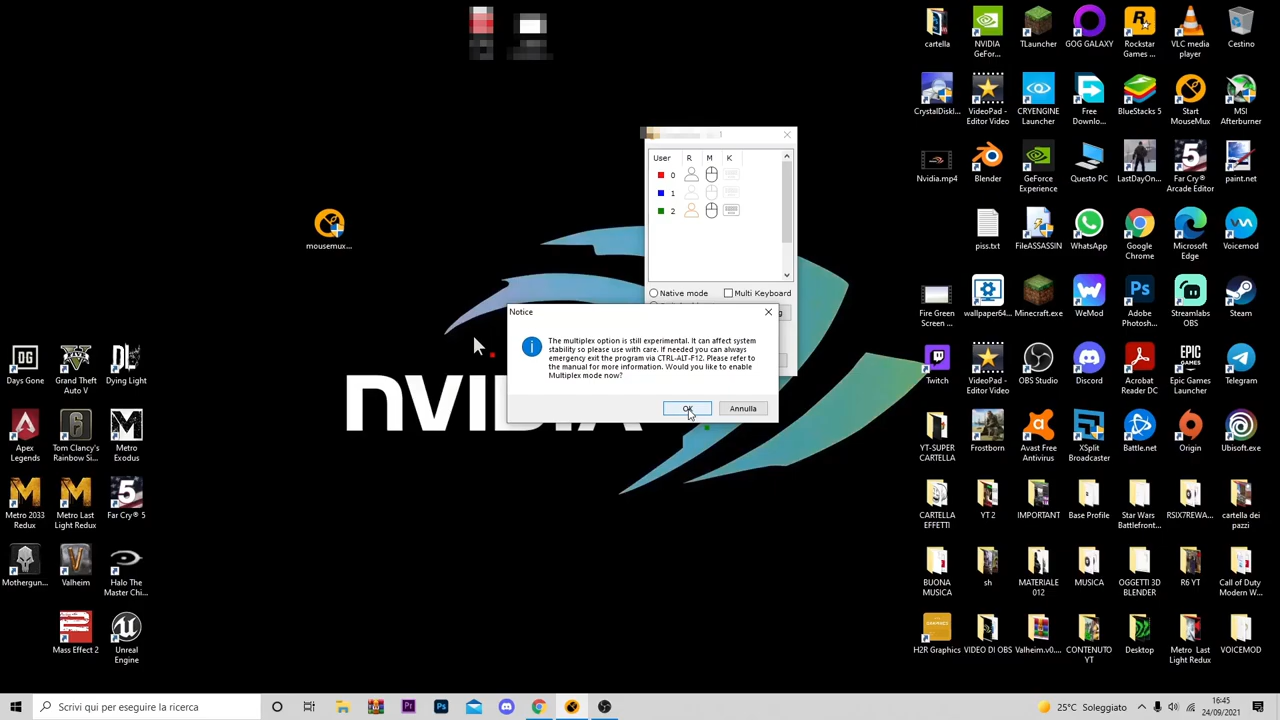 cartella
NVIDIA
GeFor...
TLauncher
GOG GALAXY
Rockstar
Games ...
VLC media
player
Cestino
CrystalDiskI...
VideoPad -
Editor Video
CRYENGINE
Launcher
Free
Downlo...
BlueStacks 5
Start
MouseMux
MSI
Afterburner
User R M K
0
1
2
Nvidia.mp4
Blender
GeForce
Experience
Questo PC
LastDayOn...
Far Cry®
Arcade Editor
paint.net
mousemux...
piss.txt
FileASSASSIN
WhatsApp
Google
Chrome
Microsoft
Edge
Voicemod
Native mode
Multi Keyboard
Fire Green
Screen ...
wallpaper64...
Minecraft.exe
WeMod
Adobe
Photosh...
Streamlabs
OBS
Steam
Notice
The multiplex option is still experimental. It can affect system
stability so please use with care. If needed you can always
emergency exit the program via CTRL-ALT-F12. Please refer to
the manual for more information. Would you like to enable
Multiplex mode now?
OK
Annulla
Days Gone
Grand Theft
Auto V
Dying Light
Twitch
VideoPad -
Editor Video
OBS Studio
Discord
Acrobat
Reader DC
Epic Games
Launcher
Telegram
Apex
Legends
Tom Clancy's
Rainbow Si...
Metro
Exodus
YT-SUPER
CARTELLA
Frostborn
Avast Free
Antivirus
XSplit
Broadcaster
Battle.net
Origin
Ubisoft.exe
Metro 2033
Redux
Metro Last
Light Redux
Far Cry® 5
CARTELLA
EFFETTI
YT 2
IMPORTANT
Base Profile
Star Wars
Battlefront...
RSIX7REWA...
cartella dei
pazzi
Mothergun...
Valheim
Halo The
Master Chi...
BUONA
MUSICA
sh
MATERIALE
012
MUSICA
OGGETTI 3D
BLENDER
R6 YT
Call of Duty
Modern W...
Mass Effect 2
Unreal
Engine
H2R Graphics
VIDEO DI OBS
Valheim.v0....
CONTENUTO
YT
Desktop
Metro Last
Light Redux
VOICEMOD
Scrivi qui per eseguire la ricerca
25°C Soleggiato
16:45
24/09/2021